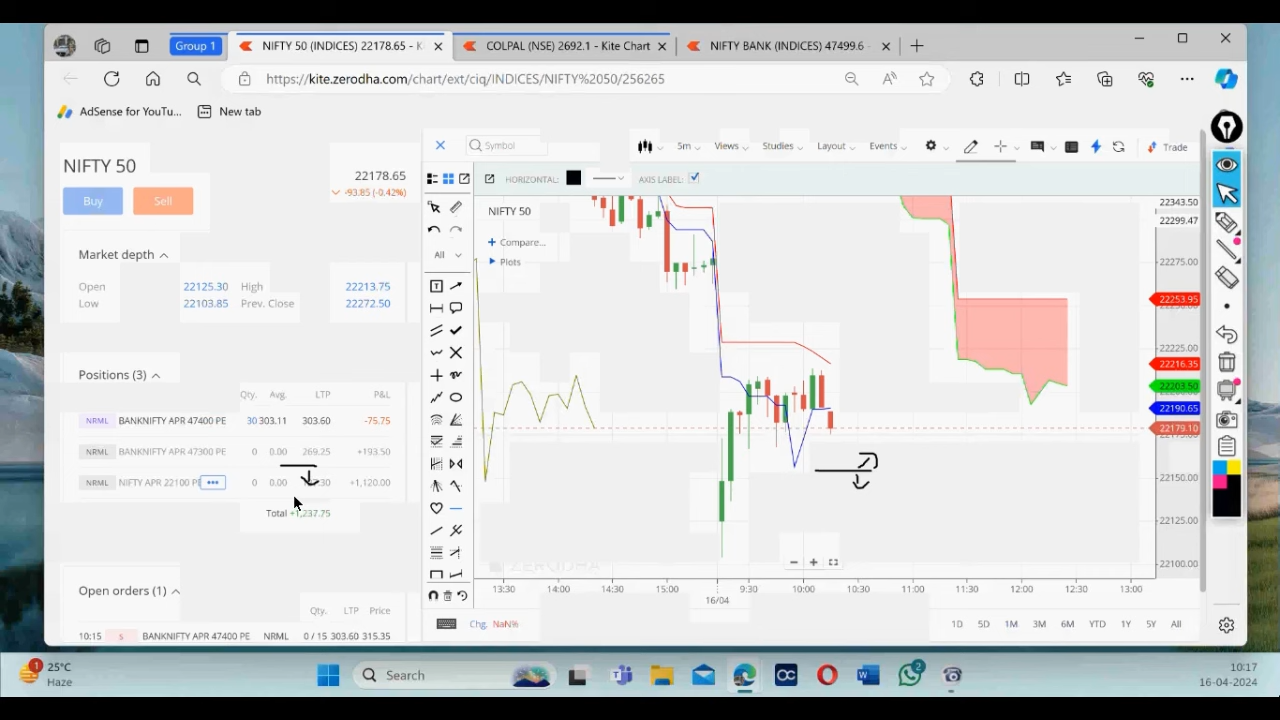 Group 1
NIFTY 50 (INDICES) 22178.65 - K
COLPAL (NSE) 2692.1 - Kite Chart
NIFTY BANK (INDICES) 47499.6 -
https://kite.zerodha.com/chart/ext/ciq/INDICES/NIFTY%2050/256265
AdSense for YouTu...
New tab
NIFTY 50
22178.65
-93.85 (-0.42%)
Buy
Sell
Market depth
Open 22125.30 High 22213.75
Low 22103.85 Prev. Close 22272.50
Positions (3)
Qty. Avg. LTP P&L
NRML BANKNIFTY APR 47400 PE 30 303.11 303.60 -75.75
NRML BANKNIFTY APR 47300 PE 0 0.00 269.25 +193.50
NRML NIFTY APR 22100 PE 0 0.00 +1,120.00
Total +1,237.75
Open orders (1)
Qty. LTP Price
10:15 S BANKNIFTY APR 47400 PE NRML 0 / 15 303.60 315.35
Symbol
5m
Views
Studies
Layout
Events
Trade
HORIZONTAL:
AXIS LABEL:
All
NIFTY 50
Compare...
Plots
ZERODHA
22343.50
22299.47
22275.00
22253.95
22225.00
22216.35
22203.50
22190.65
22179.10
22150.00
22125.00
22100.00
13:30 14:00 14:30 15:00 9:30 10:00 10:30 11:00 11:30 12:00 12:30 13:00
16/04
Chg. NaN%
1D 5D 1M 3M 6M YTD 1Y 5Y All
1
25°C
Haze
Search
2
10:17
16-04-2024